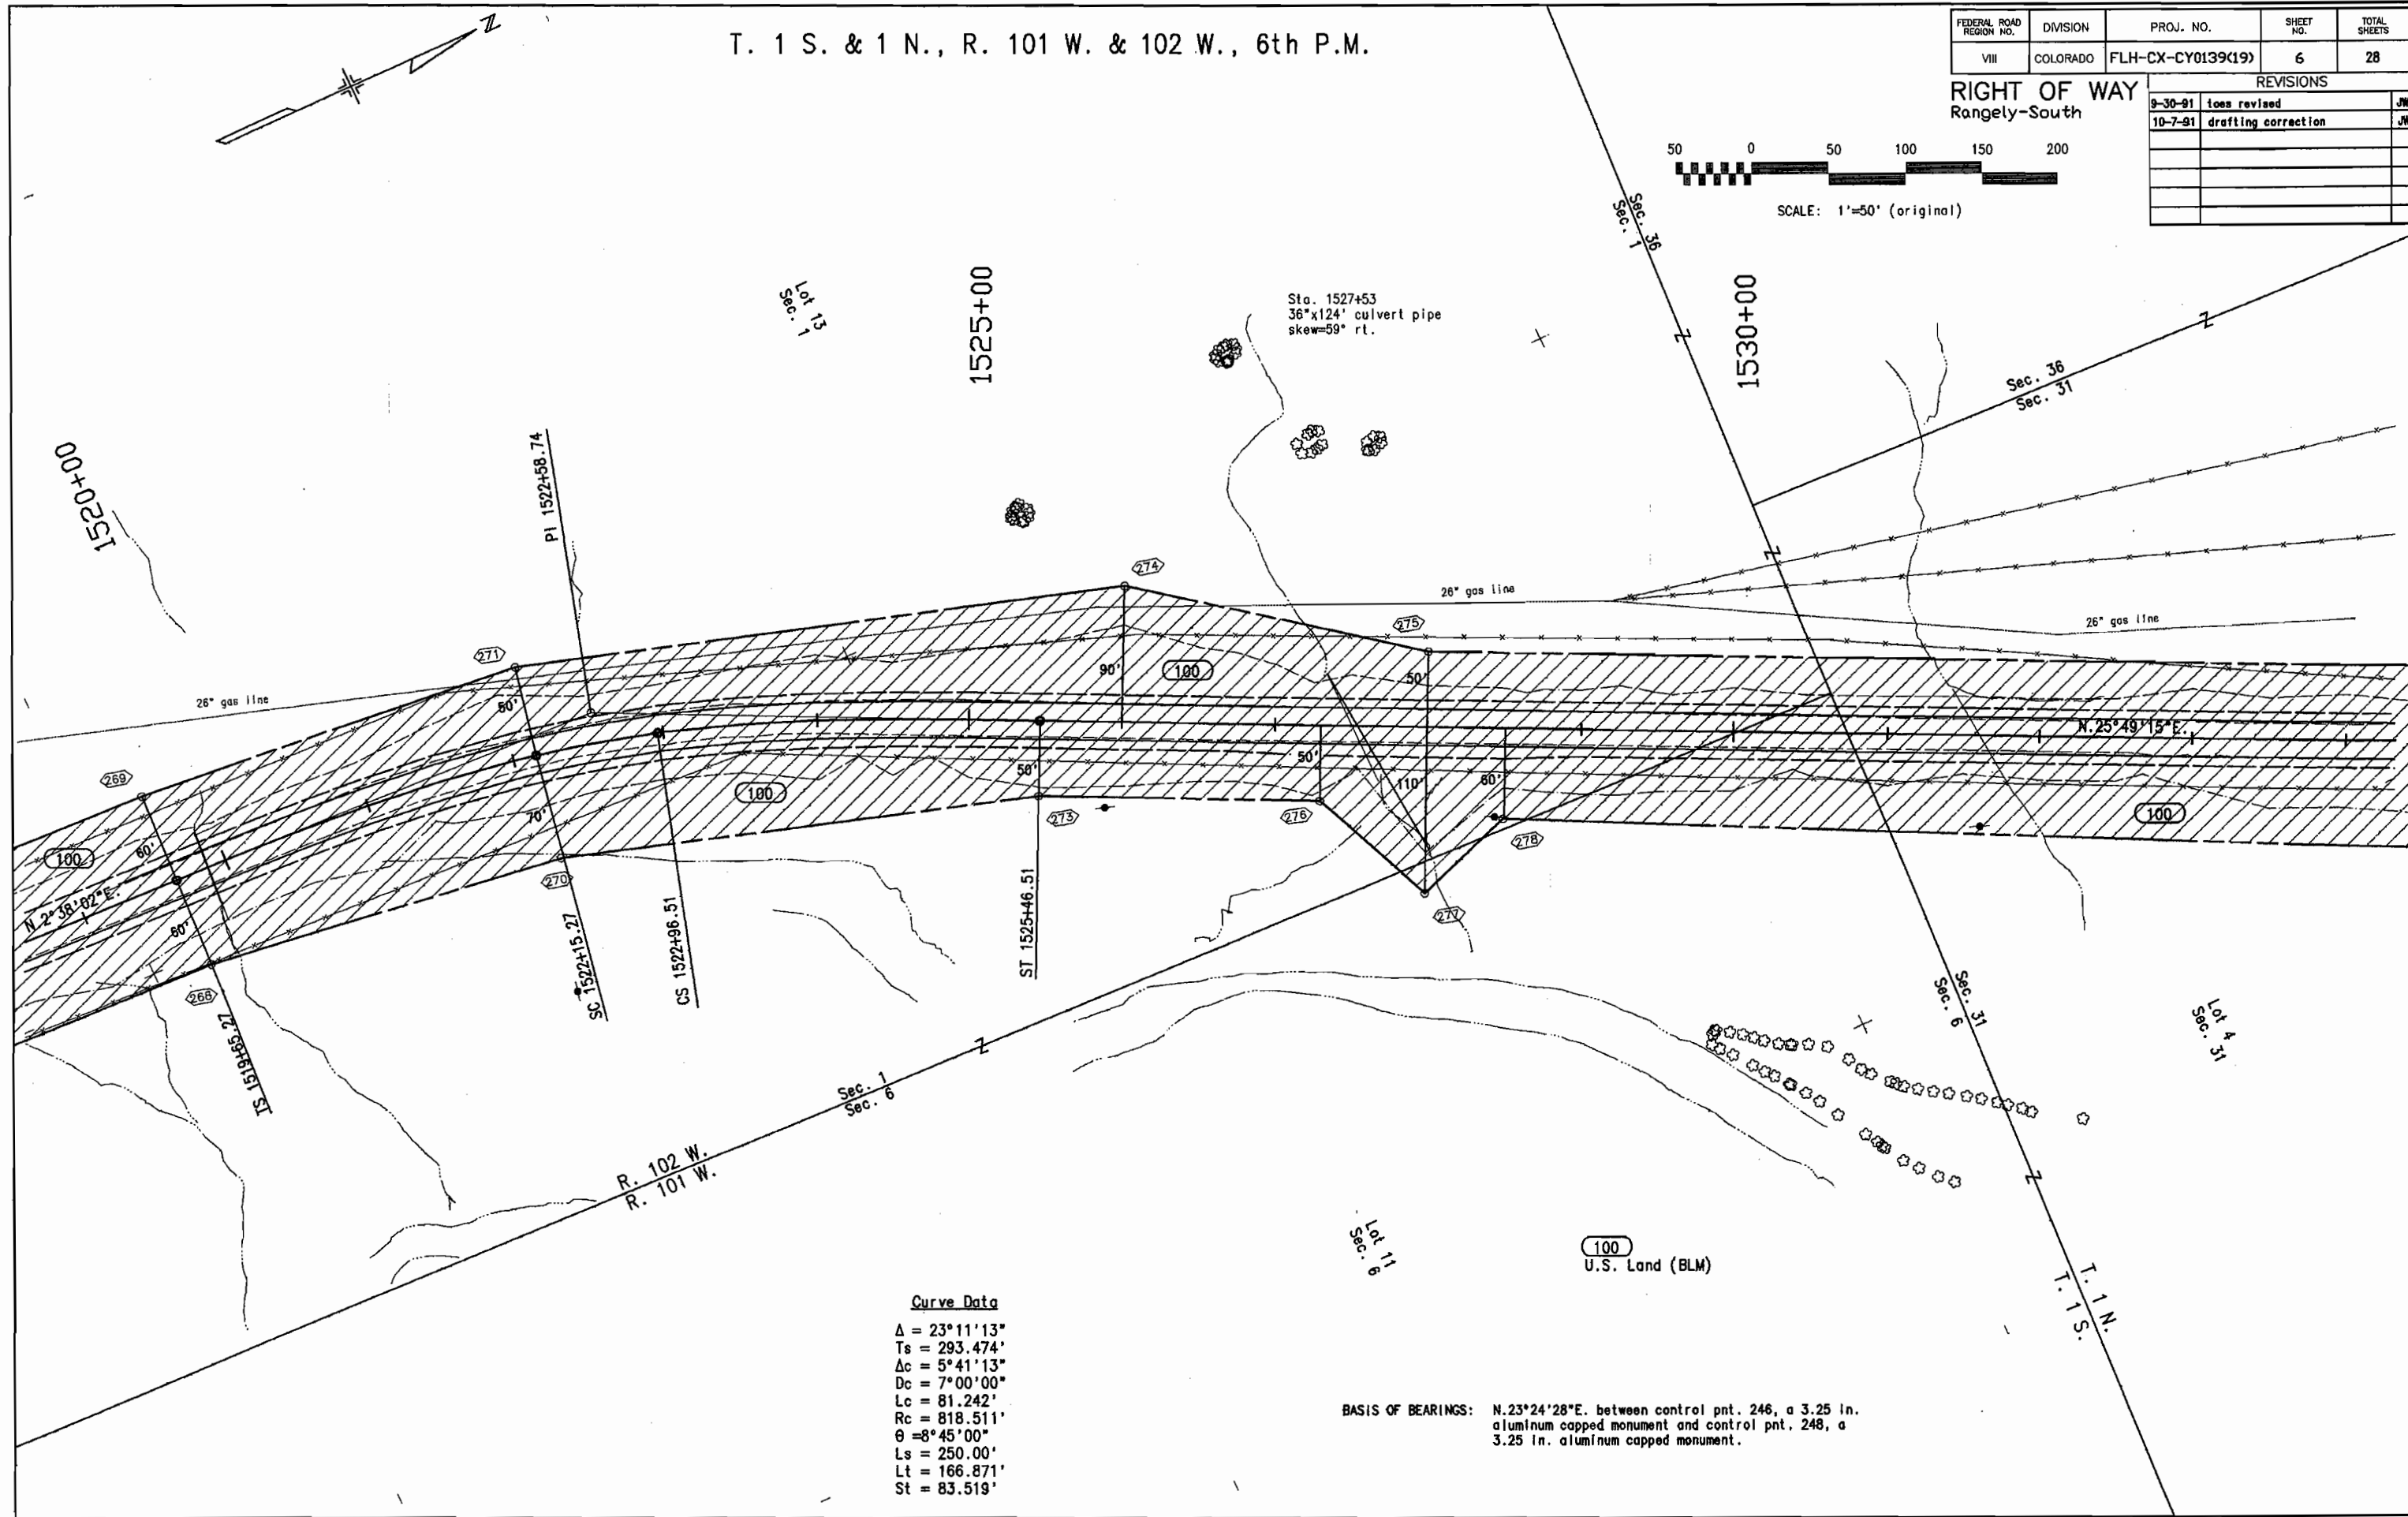 T. 1 S. & 1 N., R. 101 W. & 102 W., 6th P.M.
FEDERAL ROAD REGION NO. DIVISION PROJ. NO. SHEET NO. TOTAL SHEETS
VIII COLORADO FLH-CX-CY0139(19) 6 28
RIGHT OF WAY
Rangely-South
REVISIONS
9-30-91 toes revised
10-7-91 drafting correction
50 0 50 100 150 200
SCALE: 1'=50' (original)
N
Sec. 36
Sec. 1
Lot 13
Sec. 1
1525+00
Sta. 1527+53
36"x124' culvert pipe
skew=59° rt.
1530+00
Sec. 36
Sec. 31
1520+00
PI 1522+58.74
274
26" gas line
275
26" gas line
271
26" gas line
90'
100
50'
50'
N.25°49'15"E.
269
50'
50'
110'
60'
100
273
276
278
100
100
60'
70'
N.2°38'02"E.
60'
270
277
268
SC 1522+15.27
CS 1522+96.51
ST 1525+46.51
TS 1519+65.27
Sec. 31
Sec. 6
Lot 4
Sec. 31
Sec. 1
Sec. 6
R. 102 W.
R. 101 W.
Lot 11
Sec. 6
100
U.S. Land (BLM)
T. 1 N.
T. 1 S.
Curve Data
Δ = 23°11'13"
Ts = 293.474'
Δc = 5°41'13"
Dc = 7°00'00"
Lc = 81.242'
Rc = 818.511'
θ =8°45'00"
Ls = 250.00'
Lt = 166.871'
St = 83.519'
BASIS OF BEARINGS: N.23°24'28"E. between control pnt. 246, a 3.25 in.
aluminum capped monument and control pnt. 248, a
3.25 in. aluminum capped monument.